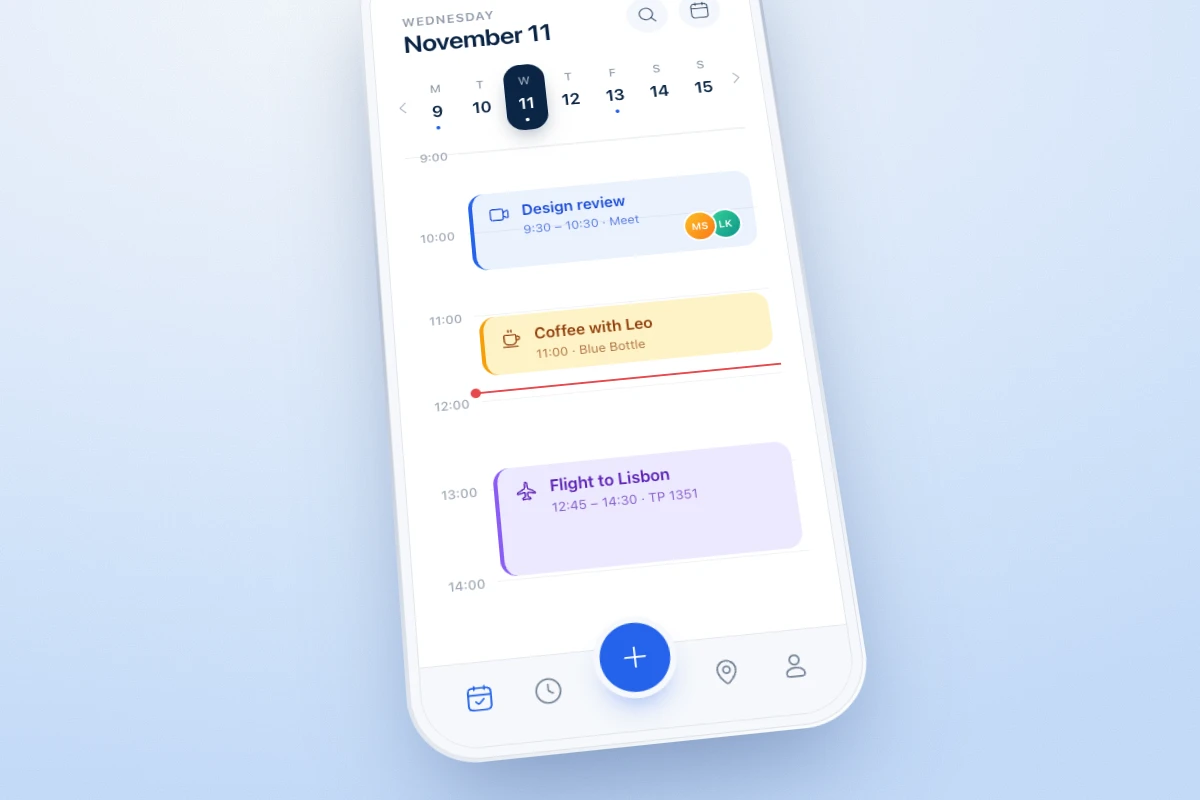 WEDNESDAY
November 11
M T W T F S S
9 10 11 12 13 14 15
9:00
Design review
9:30 – 10:30 · Meet
MS LK
10:00
11:00
Coffee with Leo
11:00 · Blue Bottle
12:00
Flight to Lisbon
12:45 – 14:30 · TP 1351
13:00
14:00